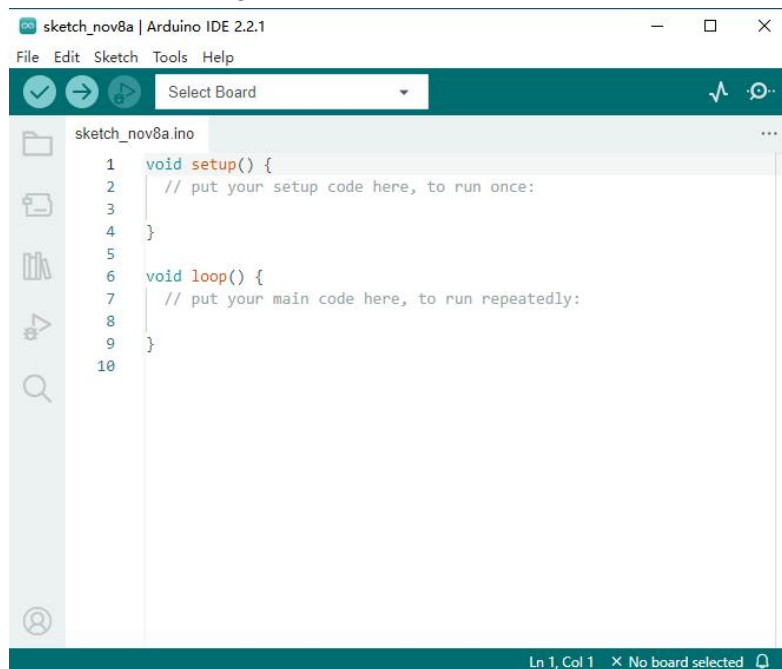 sketch_nov8a | Arduino IDE 2.2.1
File Edit Sketch Tools Help
Select Board
sketch_nov8a.ino
1 void setup() {
2 // put your setup code here, to run once:
3
4 }
5
6 void loop() {
7 // put your main code here, to run repeatedly:
8
9 }
10
Ln 1, Col 1 × No board selected